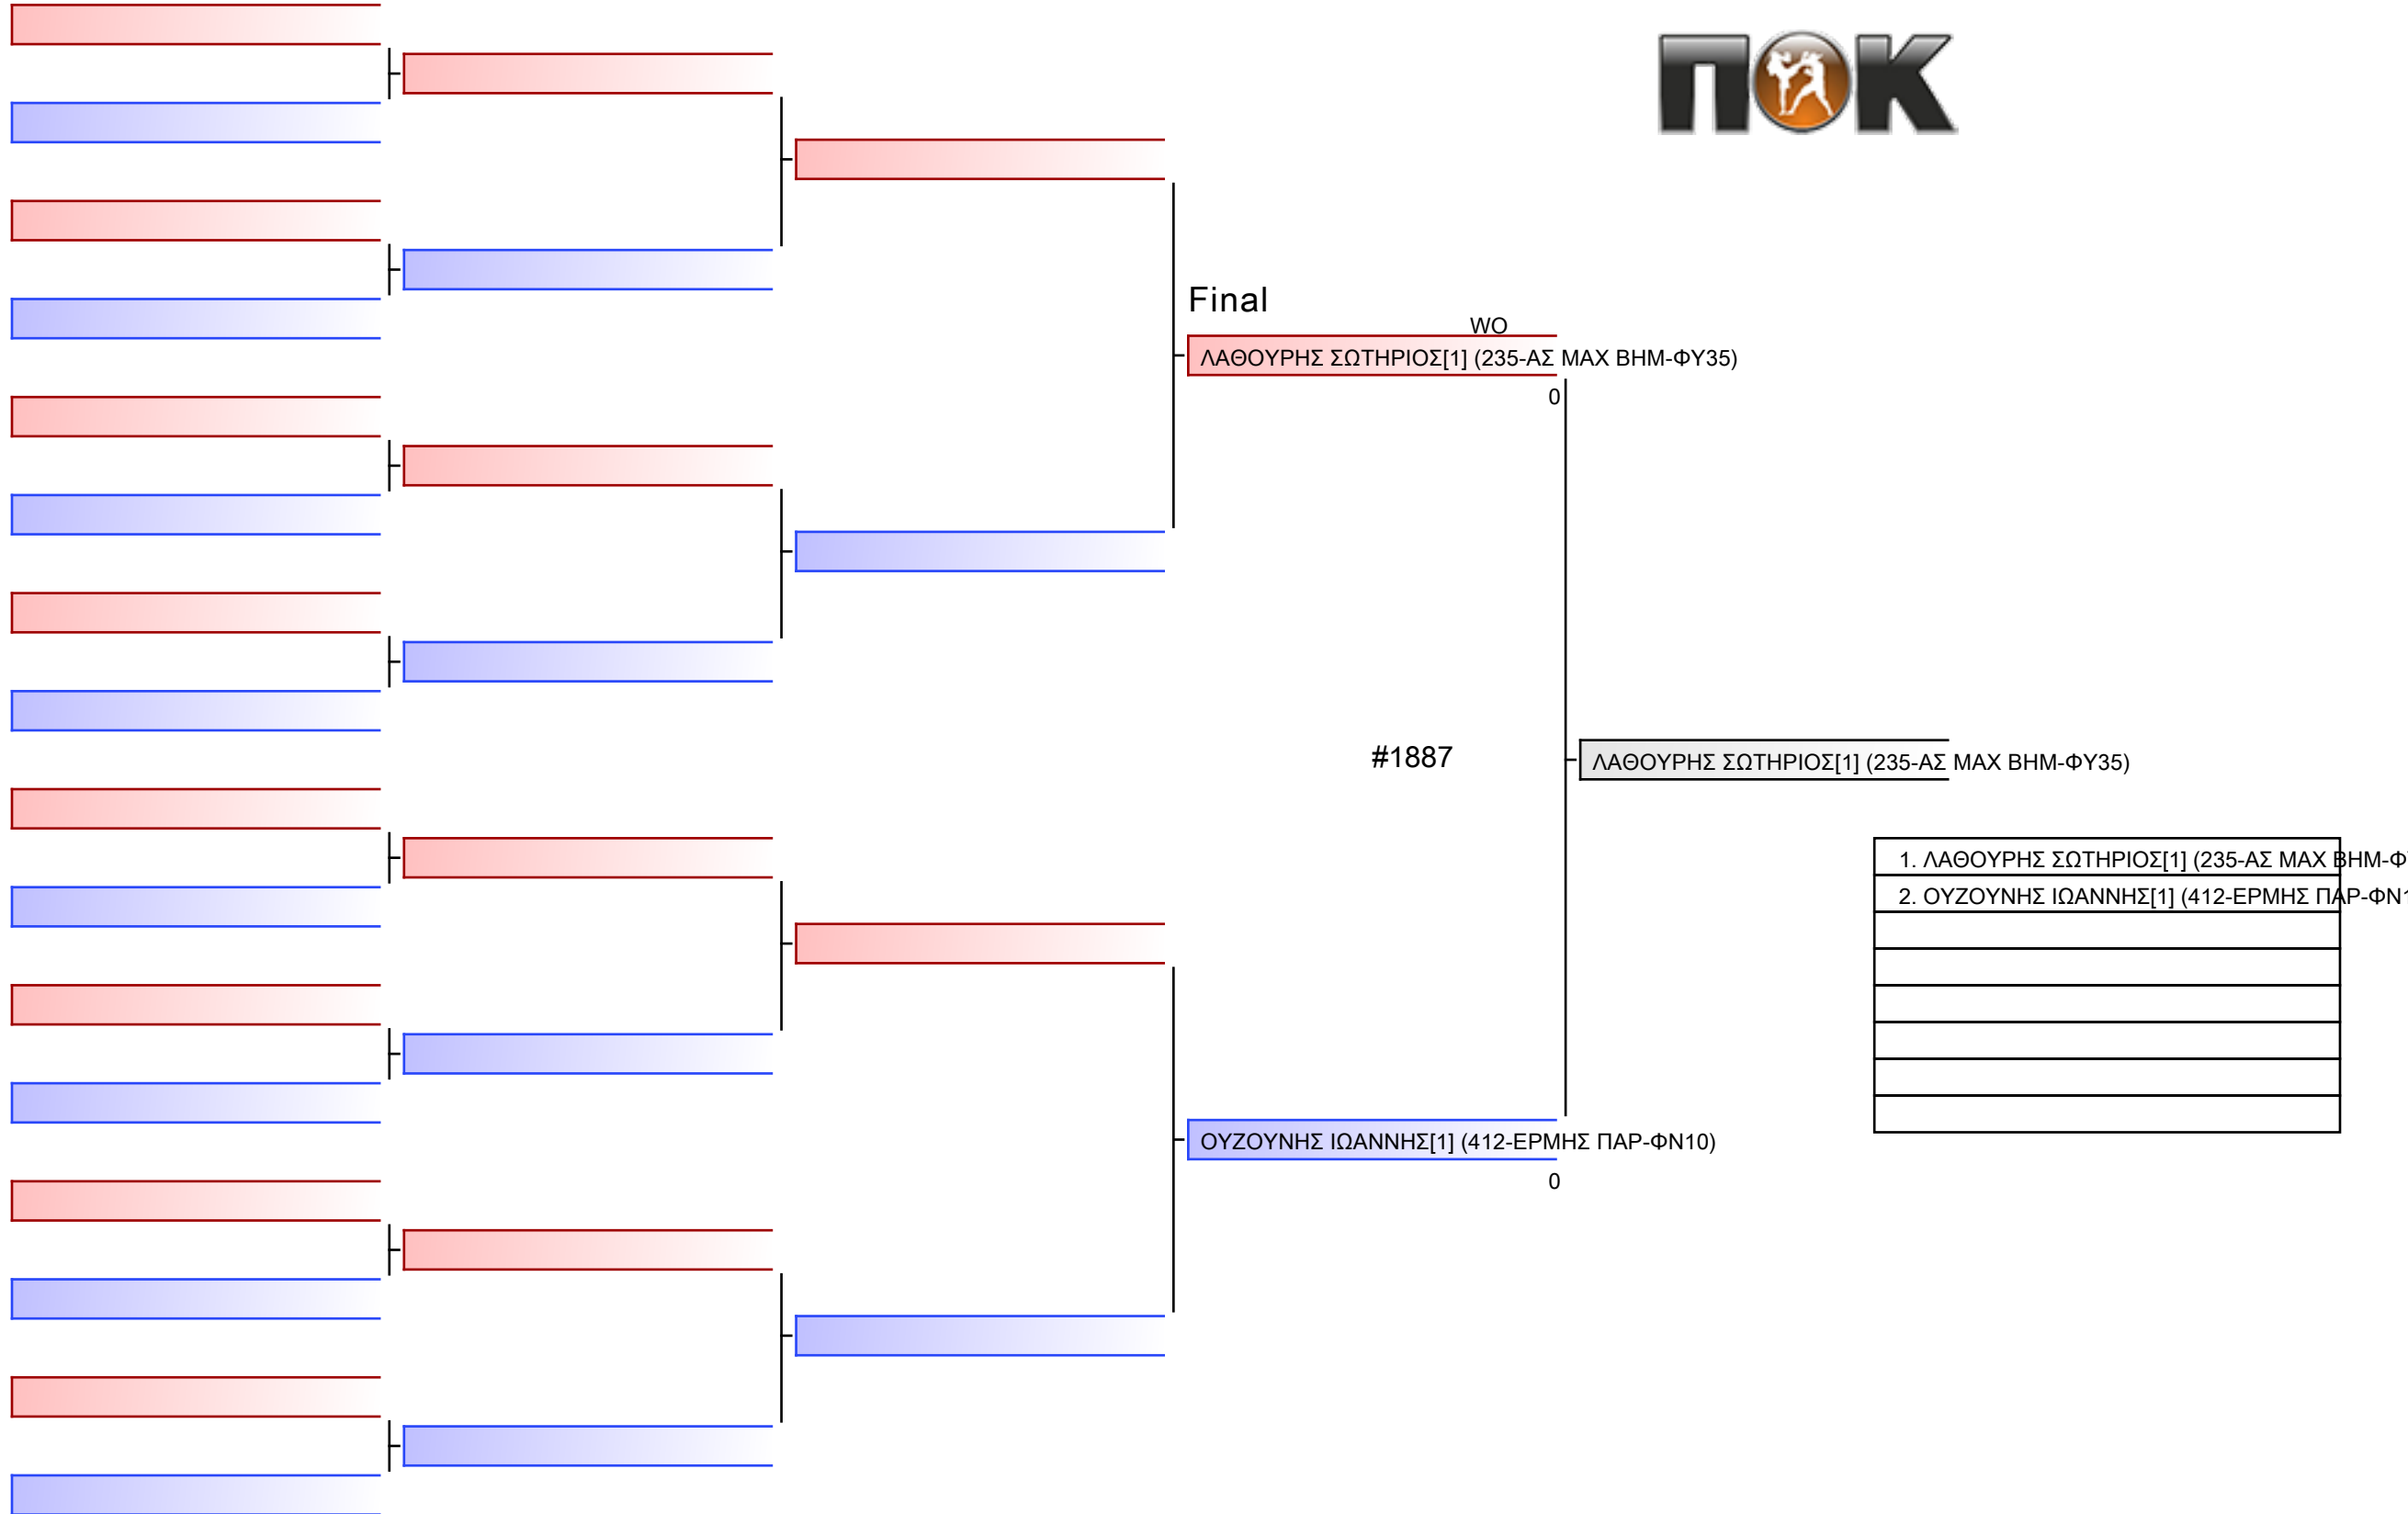 ΠΟΚ
Final
WO
ΛΑΘΟΥΡΗΣ ΣΩΤΗΡΙΟΣ[1] (235-ΑΣ ΜΑΧ ΒΗΜ-ΦΥ35)
0
#1887
ΛΑΘΟΥΡΗΣ ΣΩΤΗΡΙΟΣ[1] (235-ΑΣ ΜΑΧ ΒΗΜ-ΦΥ35)
1. ΛΑΘΟΥΡΗΣ ΣΩΤΗΡΙΟΣ[1] (235-ΑΣ ΜΑΧ ΒΗΜ-Φ
2. ΟΥΖΟΥΝΗΣ ΙΩΑΝΝΗΣ[1] (412-ΕΡΜΗΣ ΠΑΡ-ΦΝ1
ΟΥΖΟΥΝΗΣ ΙΩΑΝΝΗΣ[1] (412-ΕΡΜΗΣ ΠΑΡ-ΦΝ10)
0